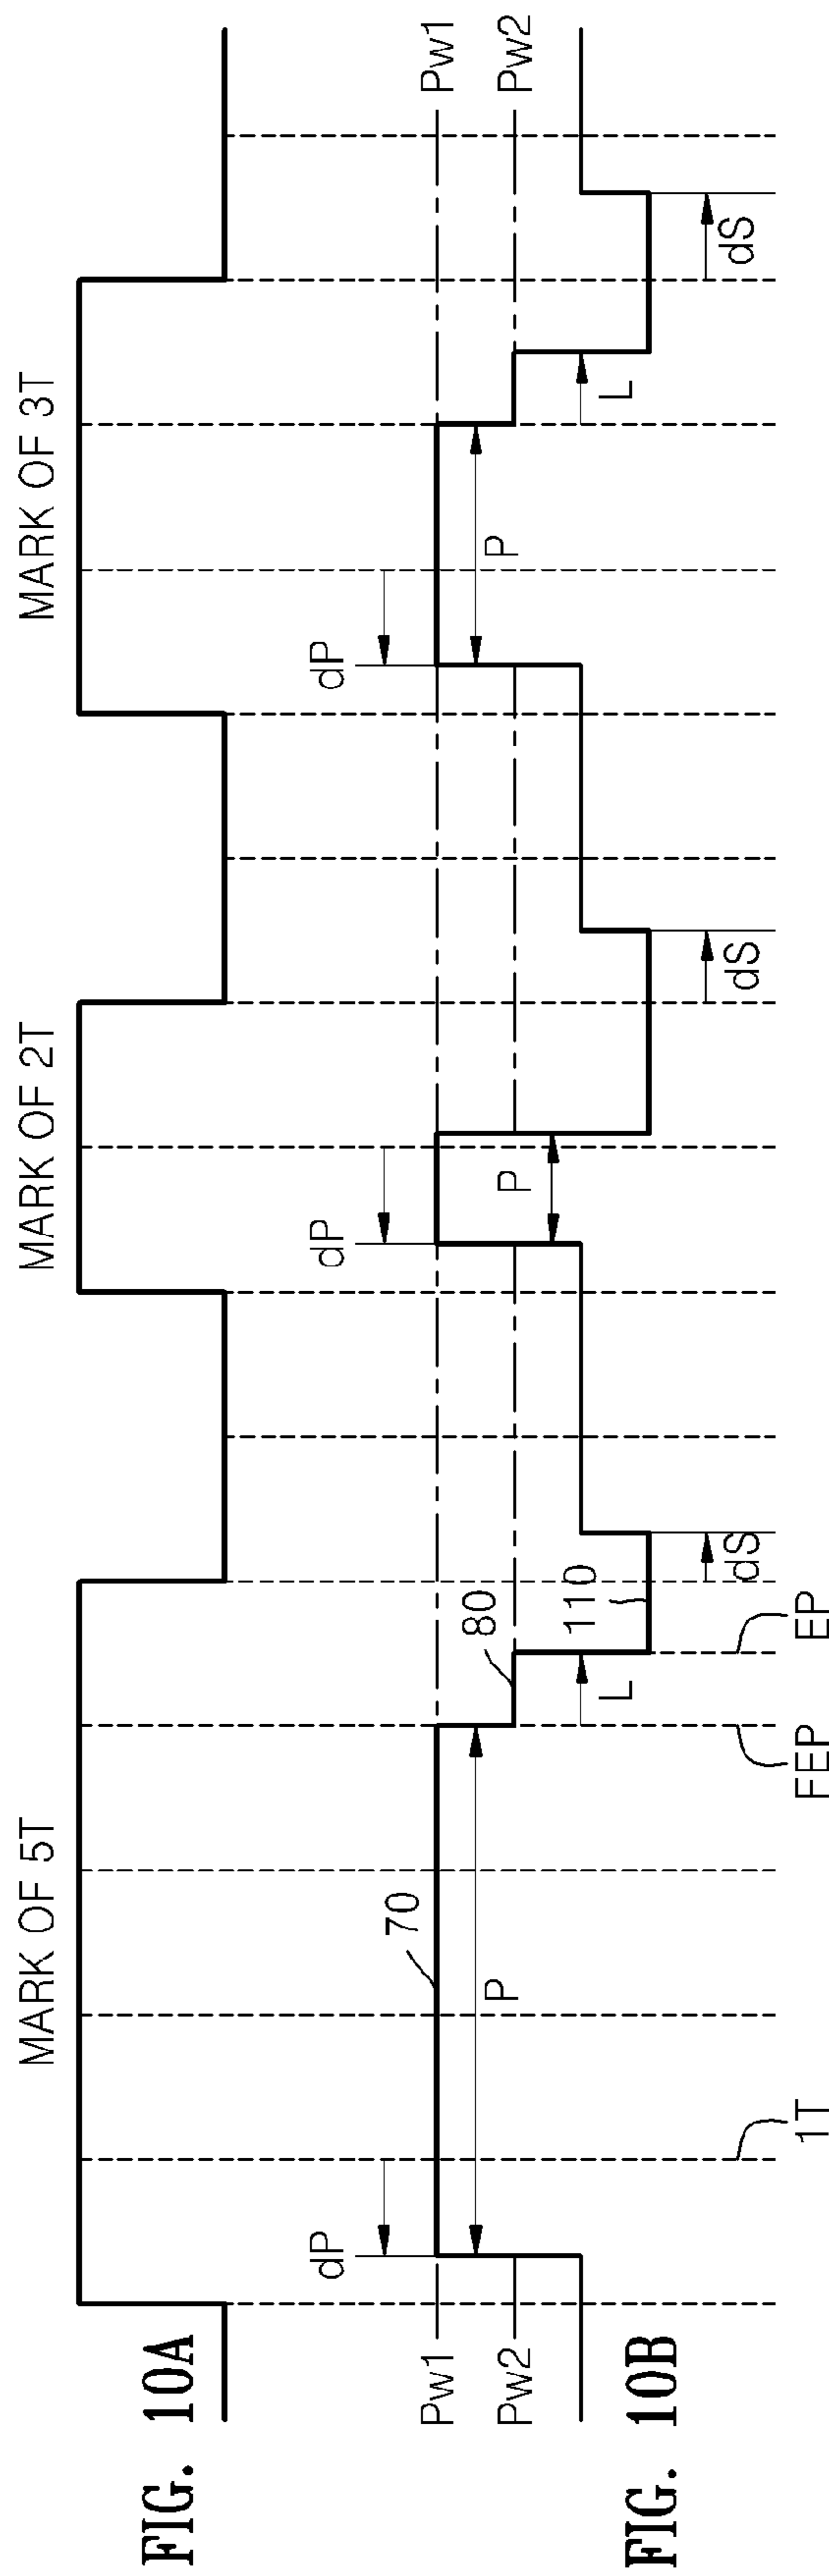 FIG. 10A
MARK OF 5T
MARK OF 2T
MARK OF 3T
FIG. 10B
dP
dP
dP
Pw1
70
Pw1
Pw2
80
Pw2
P
P
P
110
L
L
dS
dS
dS
1T
FEP
EP